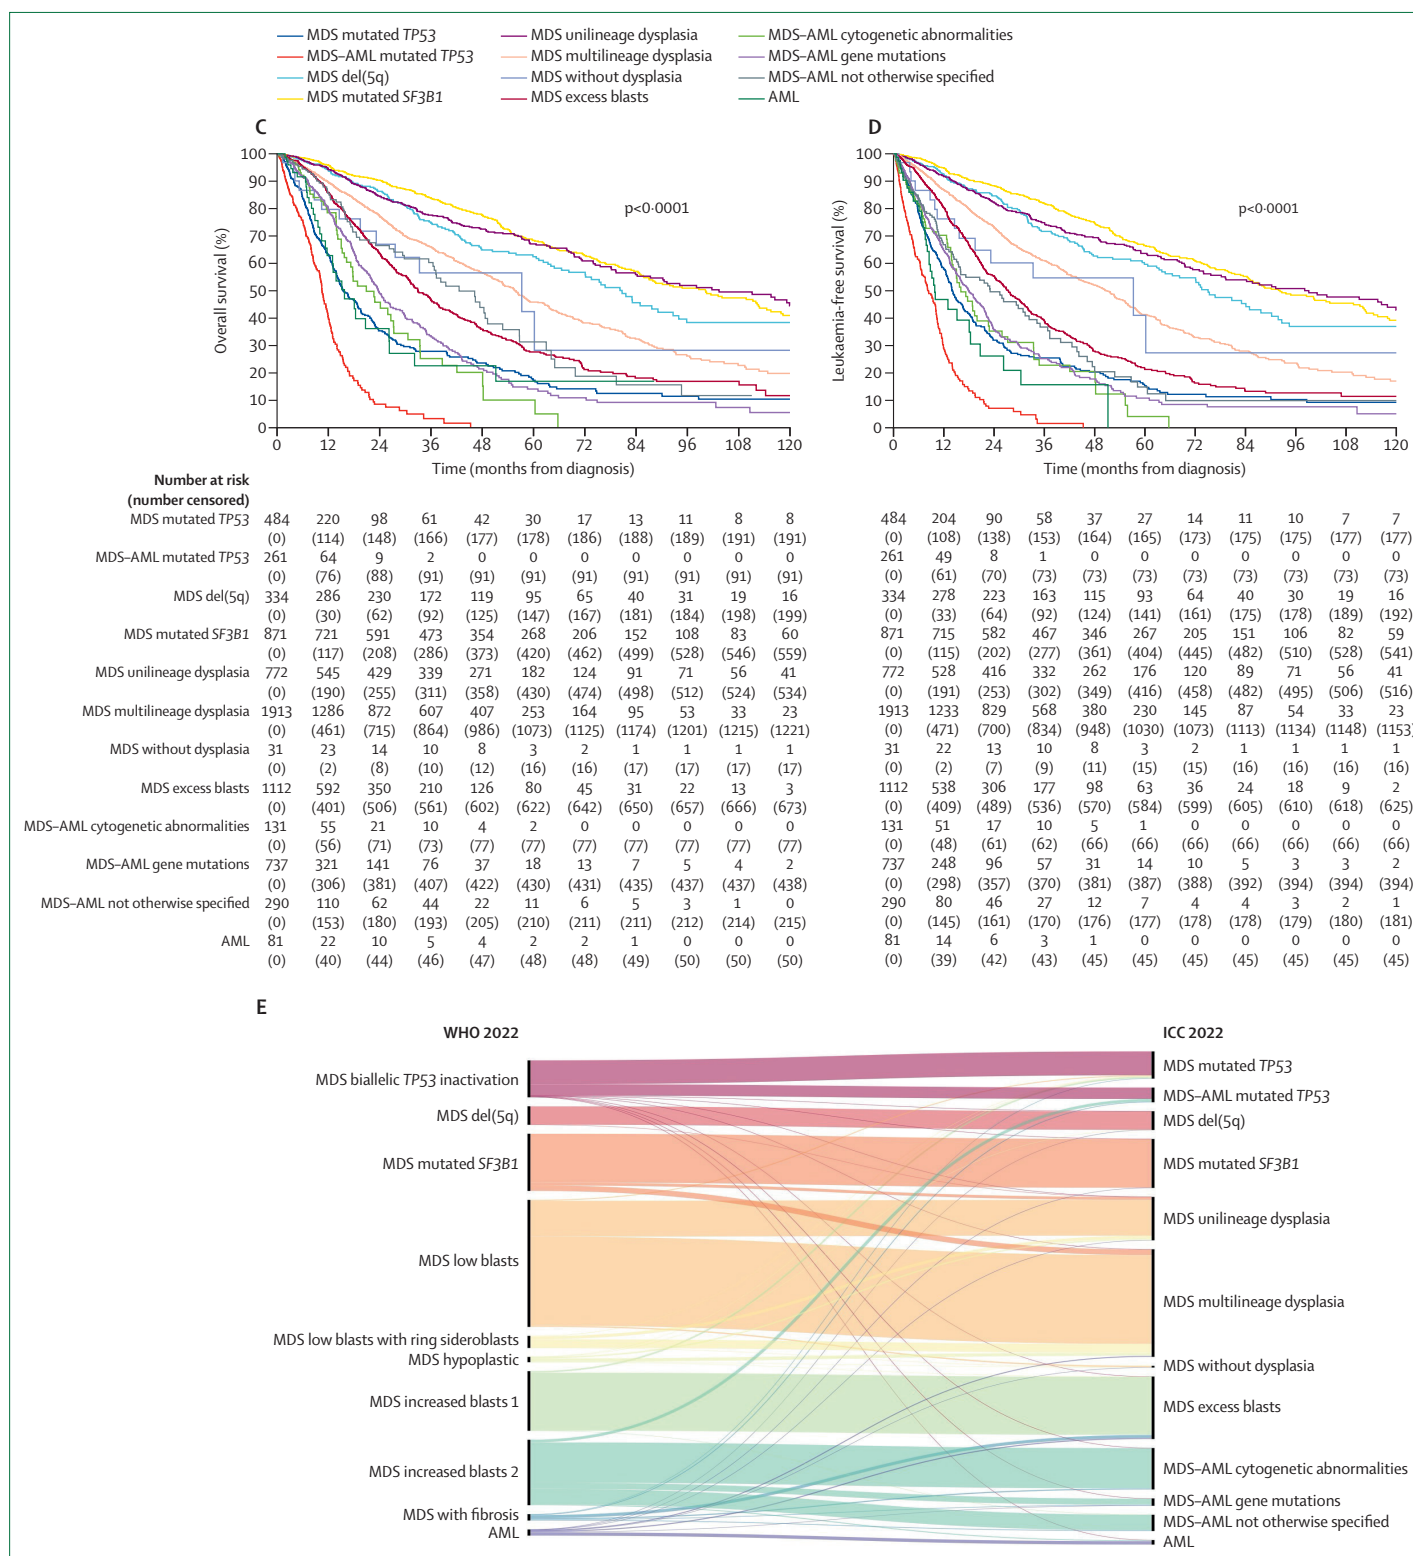 MDS mutated TP53
MDS–AML mutated TP53
MDS del(5q)
MDS mutated SF3B1
MDS unilineage dysplasia
MDS multilineage dysplasia
MDS without dysplasia
MDS excess blasts
MDS–AML cytogenetic abnormalities
MDS–AML gene mutations
MDS–AML not otherwise specified
AML
C
Overall survival (%)
100
90
80
70
60
50
40
30
20
10
0
p<0·0001
0 12 24 36 48 60 72 84 96 108 120
Time (months from diagnosis)
D
Leukaemia-free survival (%)
100
90
80
70
60
50
40
30
20
10
0
p<0·0001
0 12 24 36 48 60 72 84 96 108 120
Time (months from diagnosis)
Number at risk
(number censored)
MDS mutated TP53 484 220 98 61 42 30 17 13 11 8 8 484 204 90 58 37 27 14 11 10 7 7
(0) (114) (148) (166) (177) (178) (186) (188) (189) (191) (191) (0) (108) (138) (153) (164) (165) (173) (175) (175) (177) (177)
MDS–AML mutated TP53 261 64 9 2 0 0 0 0 0 0 0 261 49 8 1 0 0 0 0 0 0 0
(0) (76) (88) (91) (91) (91) (91) (91) (91) (91) (91) (0) (61) (70) (73) (73) (73) (73) (73) (73) (73) (73)
MDS del(5q) 334 286 230 172 119 95 65 40 31 19 16 334 278 223 163 115 93 64 40 30 19 16
(0) (30) (62) (92) (125) (147) (167) (181) (184) (198) (199) (0) (33) (64) (92) (124) (141) (161) (175) (178) (189) (192)
MDS mutated SF3B1 871 721 591 473 354 268 206 152 108 83 60 871 715 582 467 346 267 205 151 106 82 59
(0) (117) (208) (286) (373) (420) (462) (499) (528) (546) (559) (0) (115) (202) (277) (361) (404) (445) (482) (510) (528) (541)
MDS unilineage dysplasia 772 545 429 339 271 182 124 91 71 56 41 772 528 416 332 262 176 120 89 71 56 41
(0) (190) (255) (311) (358) (430) (474) (498) (512) (524) (534) (0) (191) (253) (302) (349) (416) (458) (482) (495) (506) (516)
MDS multilineage dysplasia 1913 1286 872 607 407 253 164 95 53 33 23 1913 1233 829 568 380 230 145 87 54 33 23
(0) (461) (715) (864) (986) (1073) (1125) (1174) (1201) (1215) (1221) (0) (471) (700) (834) (948) (1030) (1073) (1113) (1134) (1148) (1153)
MDS without dysplasia 31 23 14 10 8 3 2 1 1 1 1 31 22 13 10 8 3 2 1 1 1 1
(0) (2) (8) (10) (12) (16) (16) (17) (17) (17) (17) (0) (2) (7) (9) (11) (15) (15) (16) (16) (16) (16)
MDS excess blasts 1112 592 350 210 126 80 45 31 22 13 3 1112 538 306 177 98 63 36 24 18 9 2
(0) (401) (506) (561) (602) (622) (642) (650) (657) (666) (673) (0) (409) (489) (536) (570) (584) (599) (605) (610) (618) (625)
MDS–AML cytogenetic abnormalities 131 55 21 10 4 2 0 0 0 0 0 131 51 17 10 5 1 0 0 0 0 0
(0) (56) (71) (73) (77) (77) (77) (77) (77) (77) (77) (0) (48) (61) (62) (66) (66) (66) (66) (66) (66) (66)
MDS–AML gene mutations 737 321 141 76 37 18 13 7 5 4 2 737 248 96 57 31 14 10 5 3 3 2
(0) (306) (381) (407) (422) (430) (431) (435) (437) (437) (438) (0) (298) (357) (370) (381) (387) (388) (392) (394) (394) (394)
MDS–AML not otherwise specified 290 110 62 44 22 11 6 5 3 1 0 290 80 46 27 12 7 4 4 3 2 1
(0) (153) (180) (193) (205) (210) (211) (211) (212) (214) (215) (0) (145) (161) (170) (176) (177) (178) (178) (179) (180) (181)
AML 81 22 10 5 4 2 2 1 0 0 0 81 14 6 3 1 0 0 0 0 0 0
(0) (40) (44) (46) (47) (48) (48) (49) (50) (50) (50) (0) (39) (42) (43) (45) (45) (45) (45) (45) (45) (45)
E
WHO 2022
MDS biallelic TP53 inactivation
MDS del(5q)
MDS mutated SF3B1
MDS low blasts
MDS low blasts with ring sideroblasts
MDS hypoplastic
MDS increased blasts 1
MDS increased blasts 2
MDS with fibrosis
AML
ICC 2022
MDS mutated TP53
MDS–AML mutated TP53
MDS del(5q)
MDS mutated SF3B1
MDS unilineage dysplasia
MDS multilineage dysplasia
MDS without dysplasia
MDS excess blasts
MDS–AML cytogenetic abnormalities
MDS–AML gene mutations
MDS–AML not otherwise specified
AML